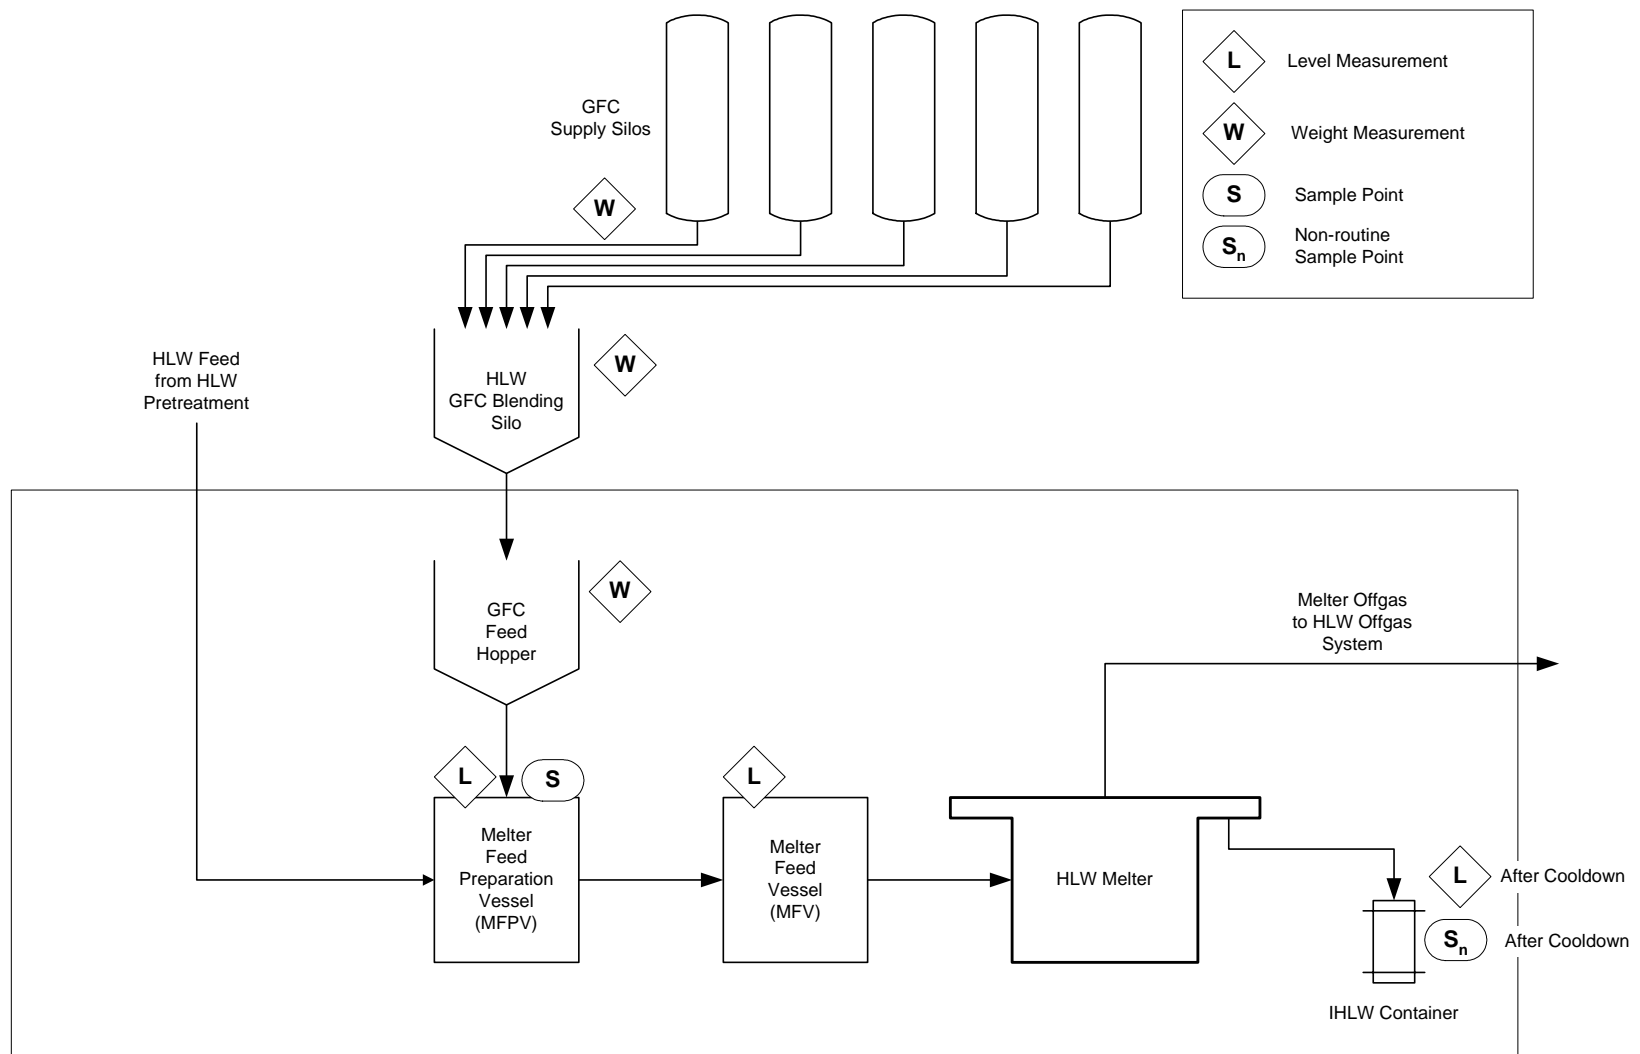 GFC
Supply Silos
W
L
Level Measurement
W
Weight Measurement
S
Sample Point
Sn
Non-routine
Sample Point
HLW Feed
from HLW
Pretreatment
HLW
GFC Blending
Silo
W
GFC
Feed
Hopper
W
Melter Offgas
to HLW Offgas
System
L
S
Melter
Feed
Preparation
Vessel
(MFPV)
L
Melter
Feed
Vessel
(MFV)
HLW Melter
L
After Cooldown
Sn
After Cooldown
IHLW Container